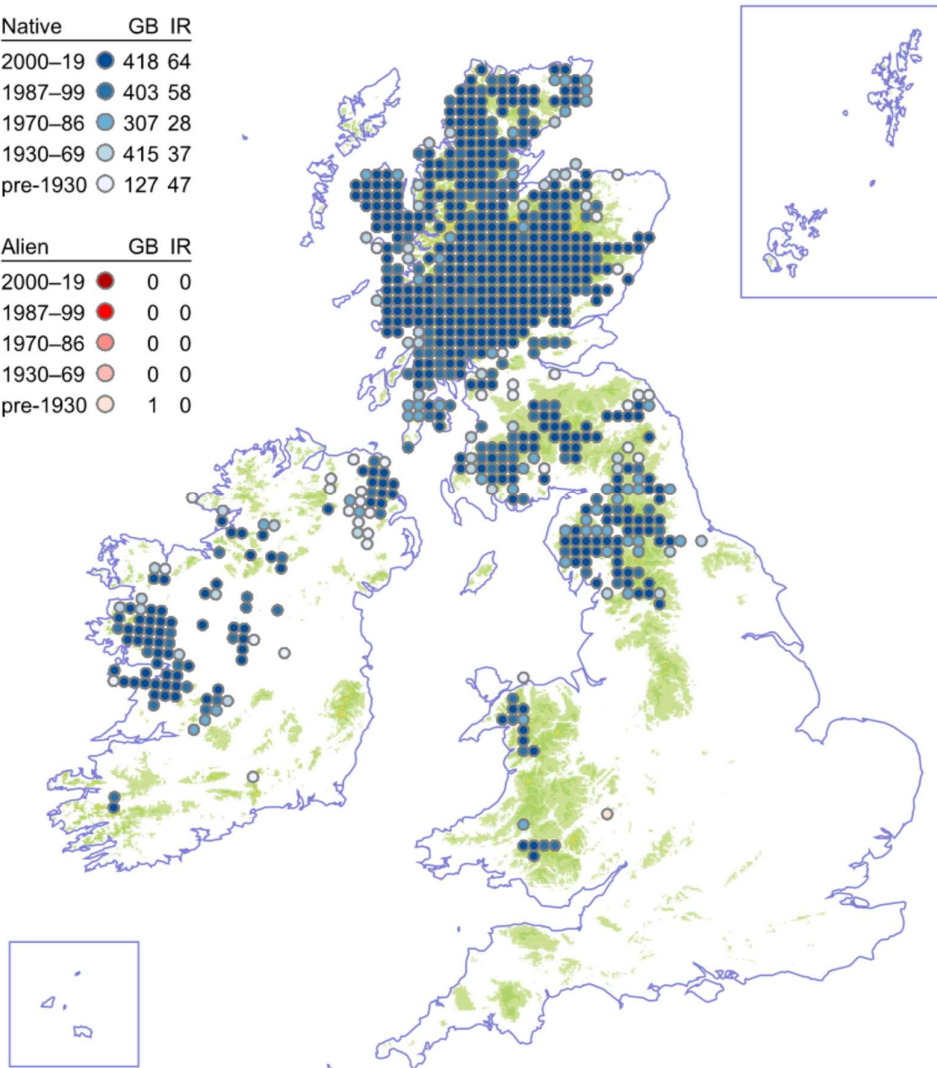 Native GB IR
2000–19 418 64
1987–99 403 58
1970–86 307 28
1930–69 415 37
pre-1930 127 47
Alien GB IR
2000–19 0 0
1987–99 0 0
1970–86 0 0
1930–69 0 0
pre-1930 1 0